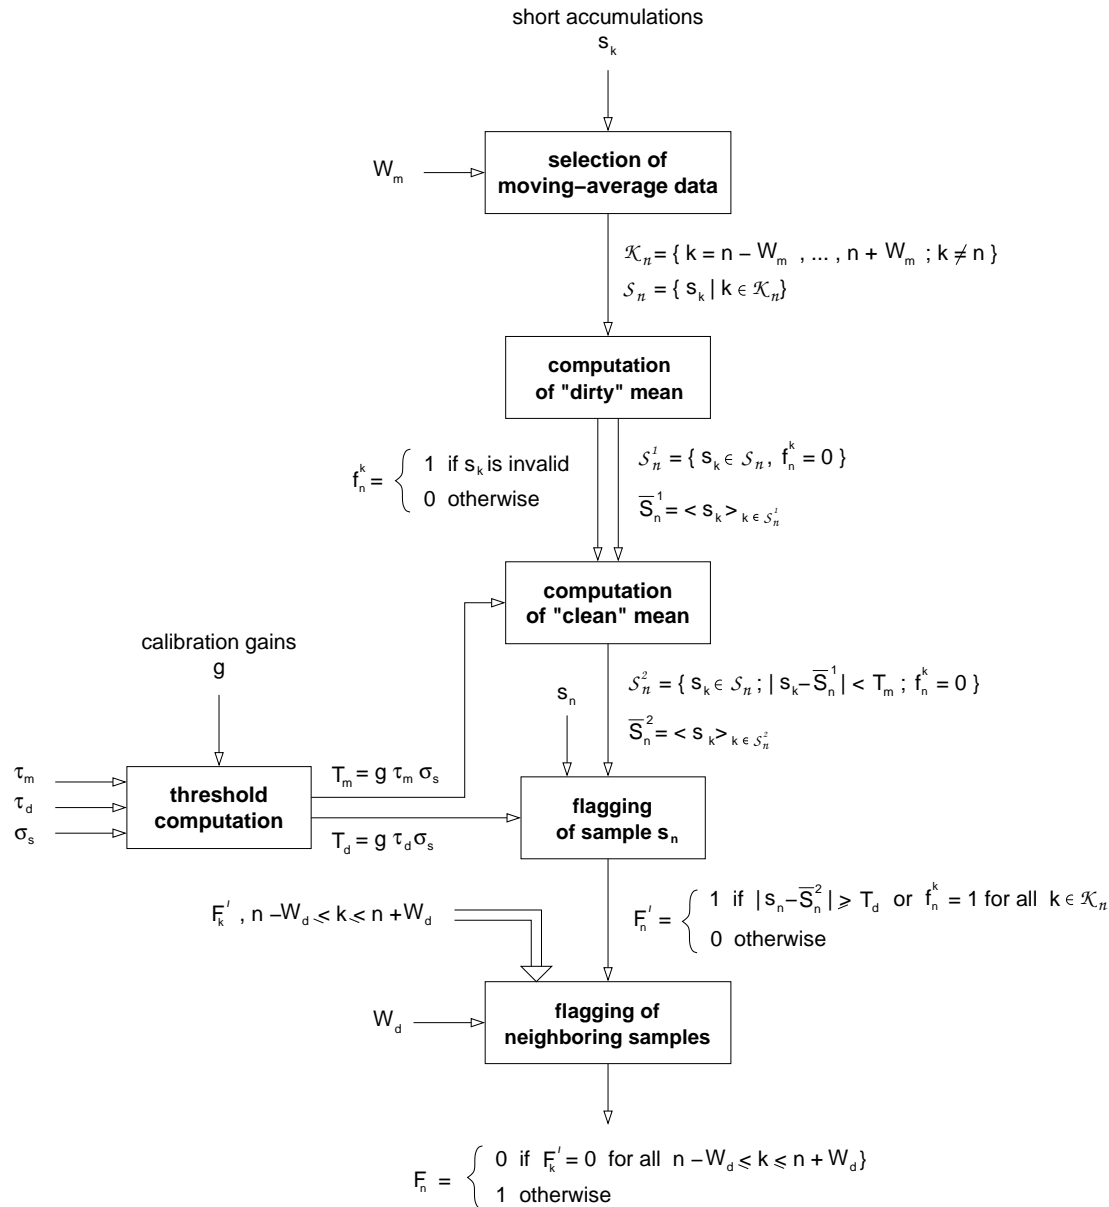 short accumulations
s_k
W_m
selection of
moving–average data
𝒦_n = { k = n – W_m , ... , n + W_m ; k ≠ n }
𝒮_n = { s_k | k ∈ 𝒦_n}
computation
of "dirty" mean
f_n^k = { 1 if s_k is invalid
0 otherwise
𝒮_n^1 = { s_k ∈ 𝒮_n, f_n^k = 0 }
S̅_n^1 = < s_k >_{k ∈ 𝒮_n^1}
computation
of "clean" mean
calibration gains
g
𝒮_n^2 = { s_k ∈ 𝒮_n ; | s_k – S̅_n^1 | < T_m ; f_n^k = 0 }
S̅_n^2 = < s_k >_{k ∈ 𝒮_n^2}
s_n
τ_m
τ_d
σ_s
threshold
computation
T_m = g τ_m σ_s
T_d = g τ_d σ_s
flagging
of sample s_n
F_k' , n – W_d ⩽ k ⩽ n + W_d
F_n' = { 1 if | s_n – S̅_n^2 | ⩾ T_d or f_n^k = 1 for all k ∈ 𝒦_n
0 otherwise
W_d
flagging of
neighboring samples
F_n = { 0 if F_k' = 0 for all n – W_d ⩽ k ⩽ n + W_d}
1 otherwise